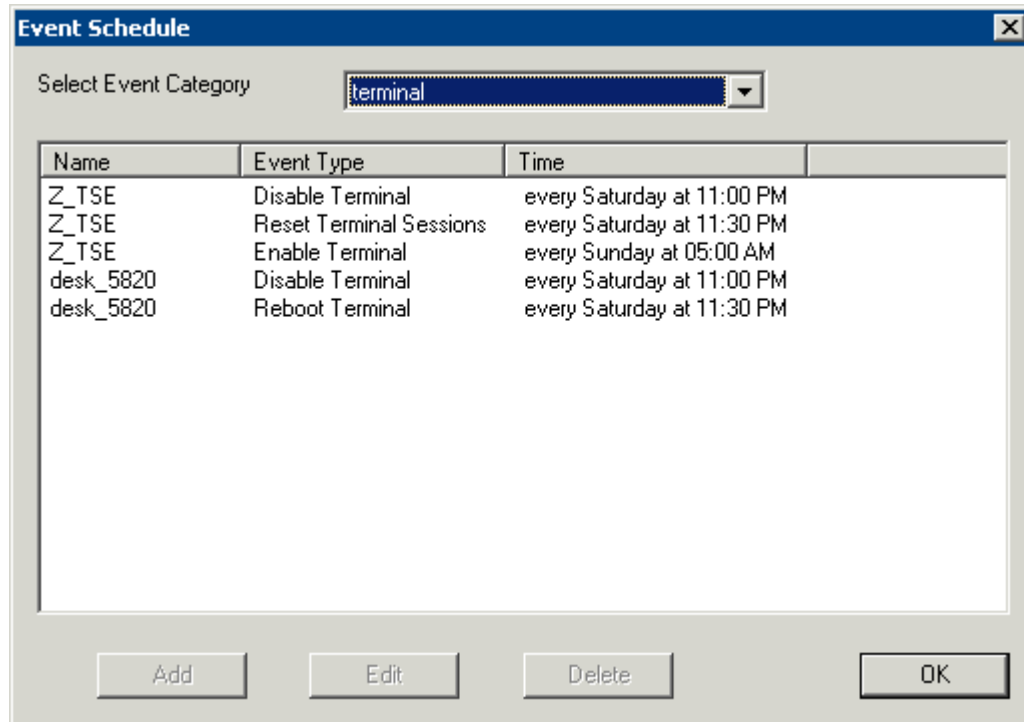 Event Schedule
Select Event Category terminal
Name Event Type Time
Z_TSE Disable Terminal every Saturday at 11:00 PM
Z_TSE Reset Terminal Sessions every Saturday at 11:30 PM
Z_TSE Enable Terminal every Sunday at 05:00 AM
desk_5820 Disable Terminal every Saturday at 11:00 PM
desk_5820 Reboot Terminal every Saturday at 11:30 PM
Add Edit Delete OK